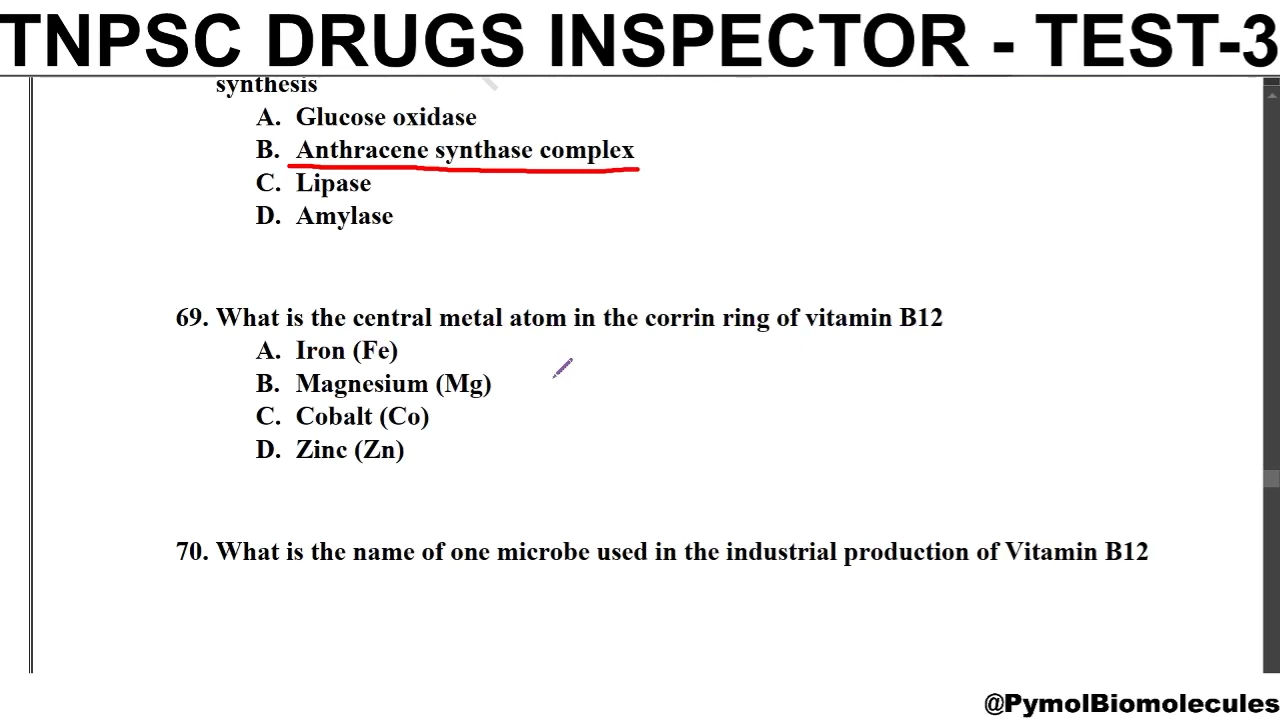 TNPSC DRUGS INSPECTOR - TEST-3
synthesis
A. Glucose oxidase
B. Anthracene synthase complex
C. Lipase
D. Amylase
69. What is the central metal atom in the corrin ring of vitamin B12
A. Iron (Fe)
B. Magnesium (Mg)
C. Cobalt (Co)
D. Zinc (Zn)
70. What is the name of one microbe used in the industrial production of Vitamin B12
@PymolBiomolecules